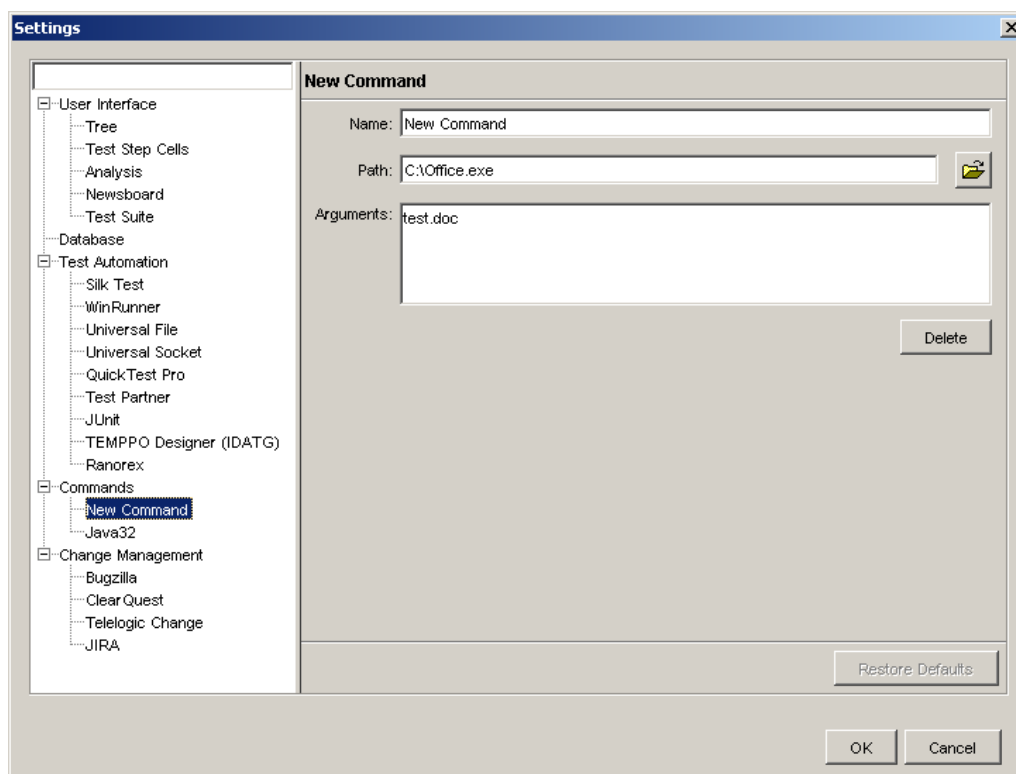 Settings
User Interface
Tree
Test Step Cells
Analysis
Newsboard
Test Suite
Database
Test Automation
Silk Test
WinRunner
Universal File
Universal Socket
QuickTest Pro
Test Partner
JUnit
TEMPPO Designer (IDATG)
Ranorex
Commands
New Command
Java32
Change Management
Bugzilla
ClearQuest
Telelogic Change
JIRA
New Command
Name: New Command
Path: C:\Office.exe
Arguments: test.doc
Delete
Restore Defaults
OK Cancel